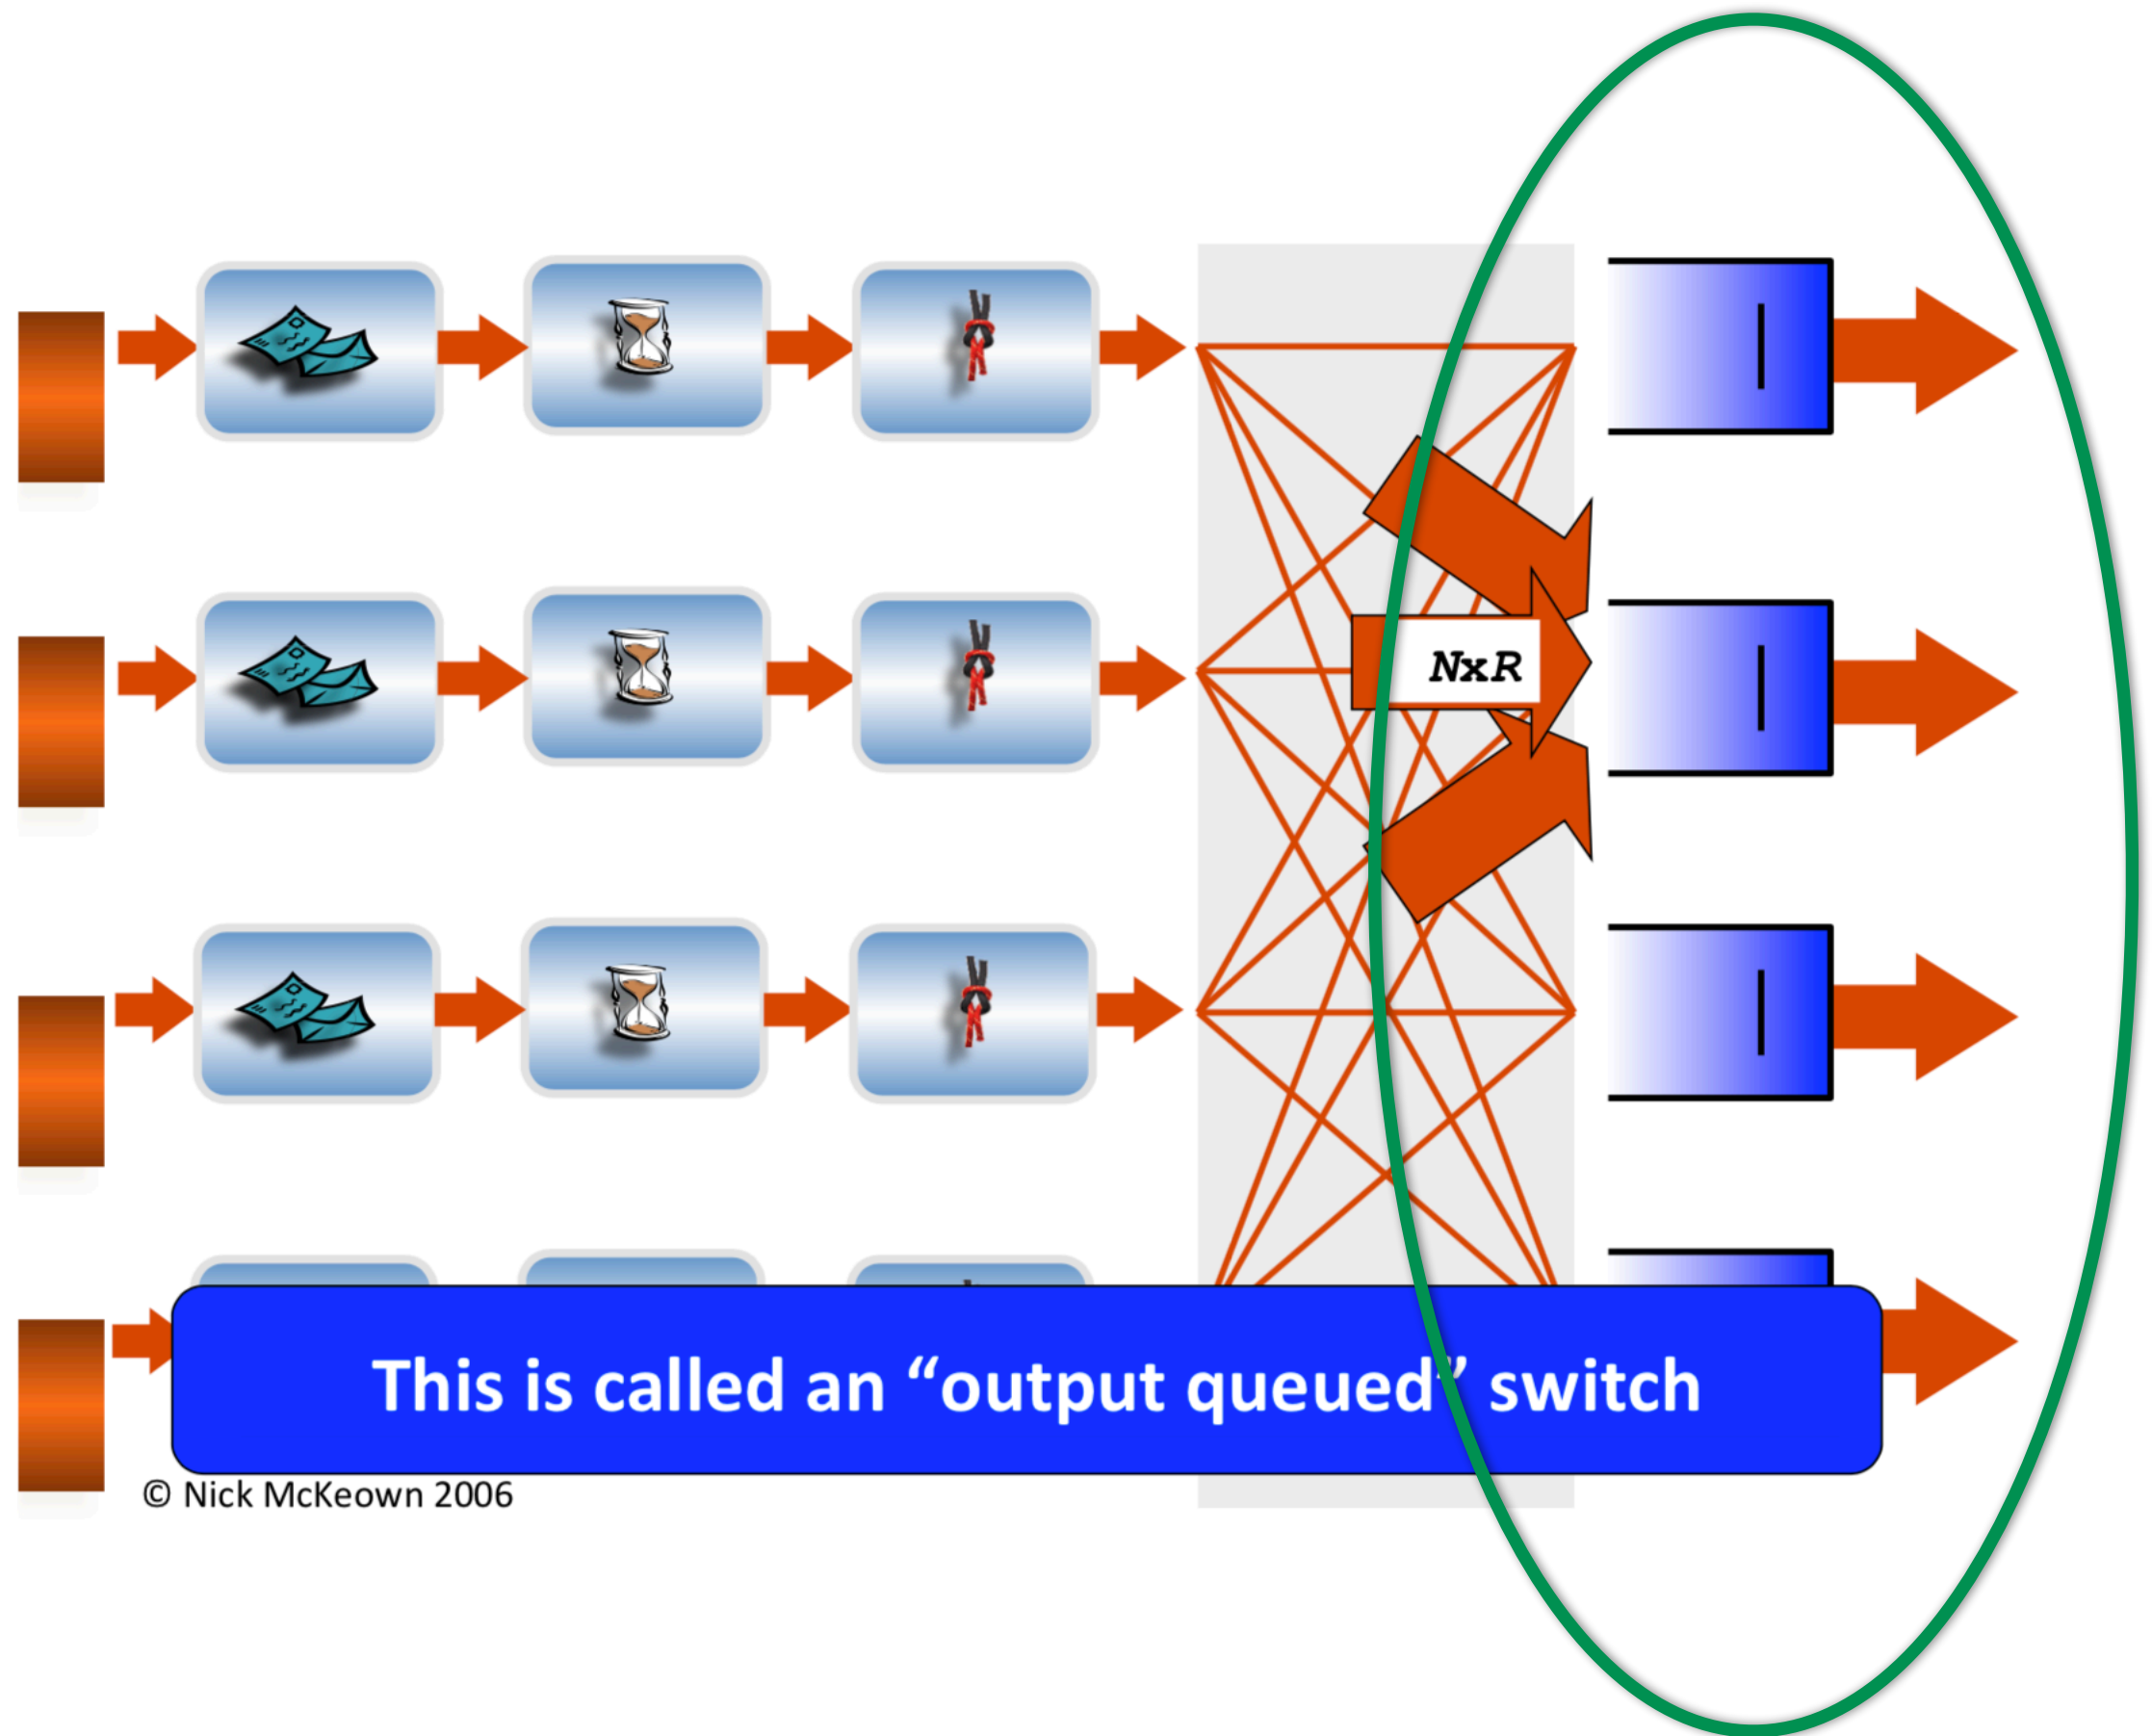 NxR
This is called an “output queued” switch
© Nick McKeown 2006